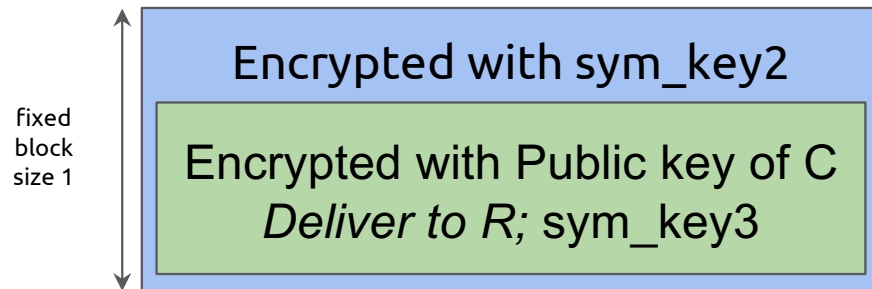 Encrypted with sym_key2
fixed
block
size 1
Encrypted with Public key of C
Deliver to R; sym_key3